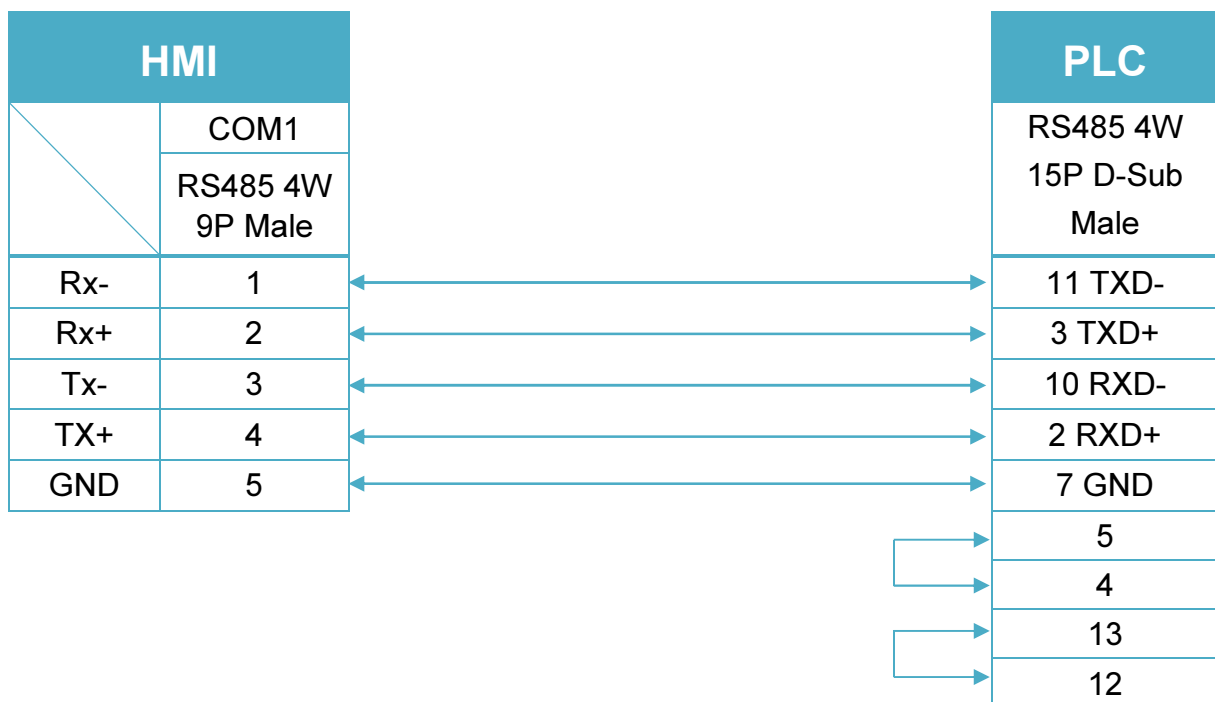 HMI
PLC
COM1
RS485 4W
9P Male
RS485 4W
15P D-Sub
Male
Rx- 1 11 TXD-
Rx+ 2 3 TXD+
Tx- 3 10 RXD-
TX+ 4 2 RXD+
GND 5 7 GND
5
4
13
12